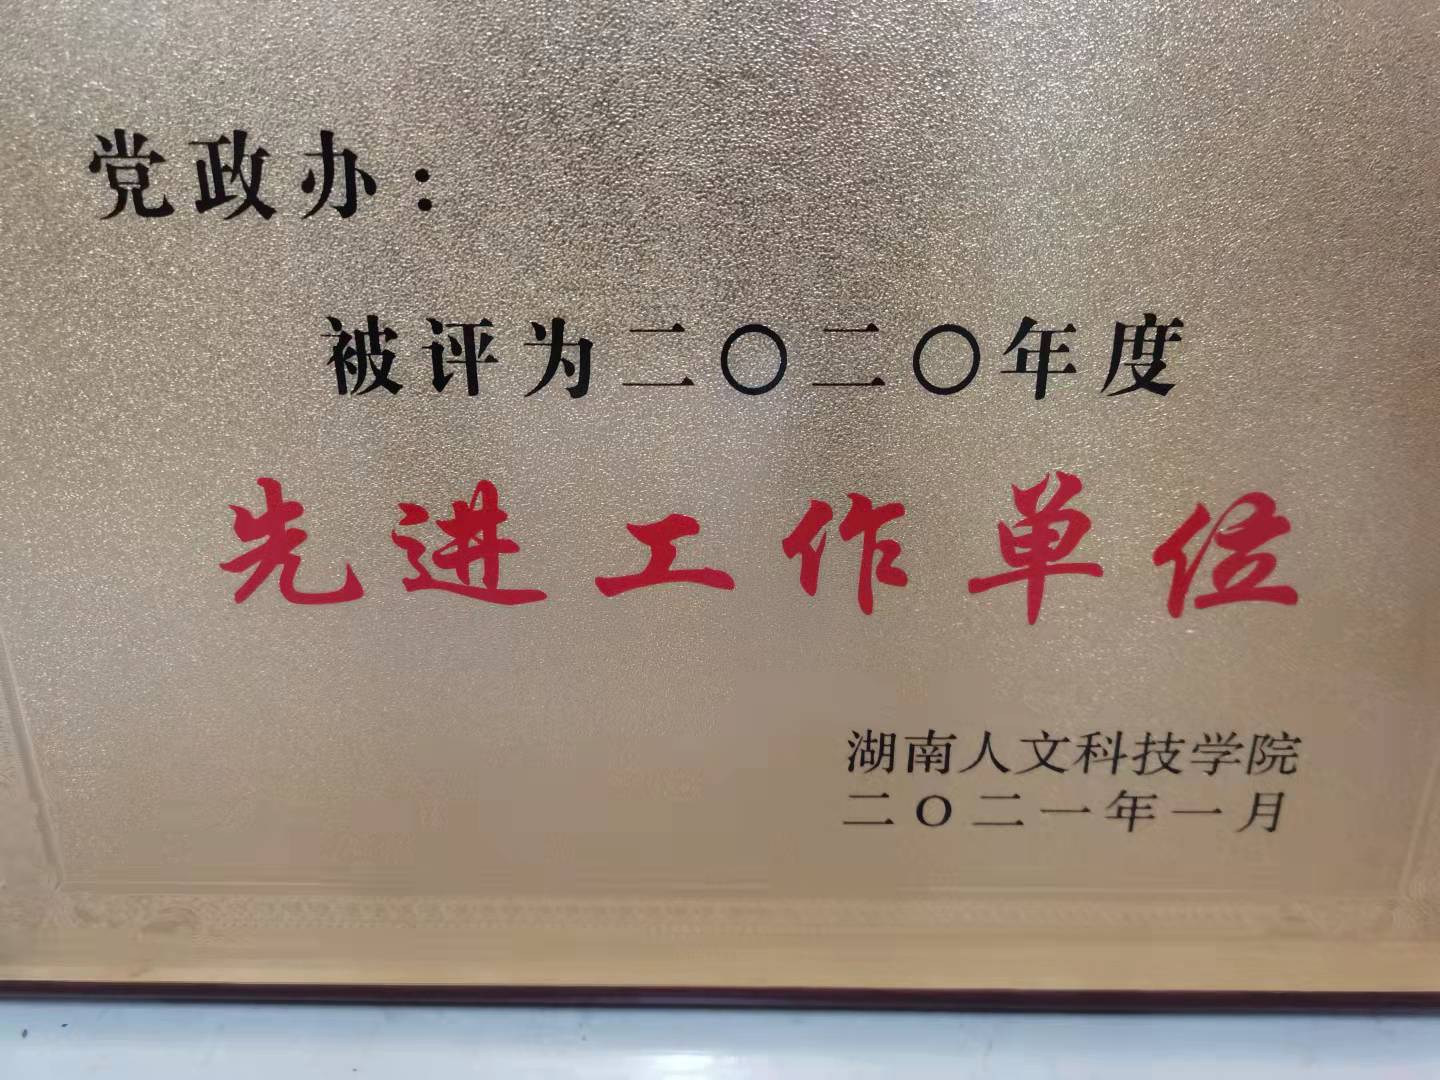 党政办：
被评为二〇二〇年度
先进工作单位
湖南人文科技学院
二〇二一年一月